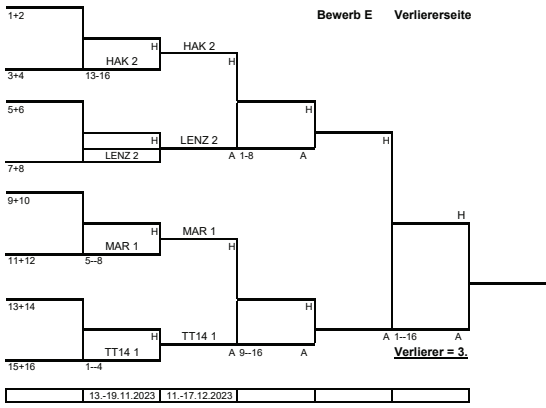 1+2
Bewerb E Verliererseite
H HAK 2
HAK 2 H
3+4 13-16
5+6
H
H LENZ 2 H
LENZ 2 A 1-8 A
7+8
9+10
H
H MAR 1
MAR 1 H
11+12 5--8
13+14
H
H TT14 1 A 1--16 A
TT14 1 A 9--16 A
Verlierer = 3.
15+16 1--4
13.-19.11.2023 11.-17.12.2023